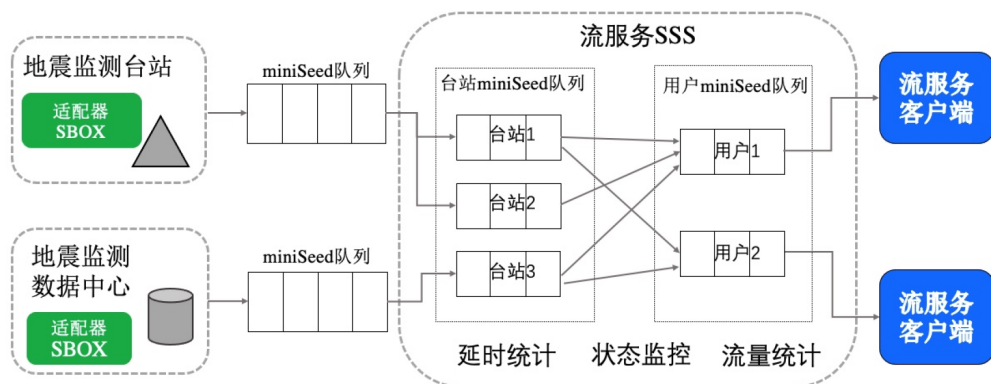 流服务SSS
地震监测台站
适配器
SBOX
miniSeed队列
台站miniSeed队列
用户miniSeed队列
台站1
台站2
台站3
用户1
用户2
流服务
客户端
地震监测
数据中心
适配器
SBOX
miniSeed队列
流服务
客户端
延时统计
状态监控
流量统计